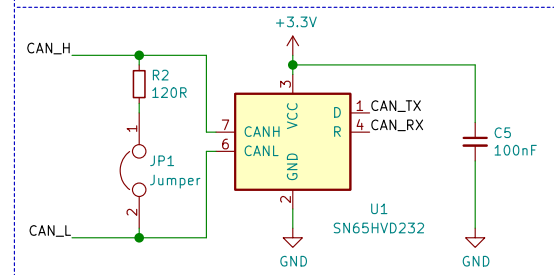 +3.3V
CAN_H
R2
120R
3
VCC
D
1
CAN_TX
1
7
CANH
R
4
CAN_RX
6
CANL
C5
100nF
JP1
Jumper
GND
2
2
U1
SN65HVD232
CAN_L
GND
GND